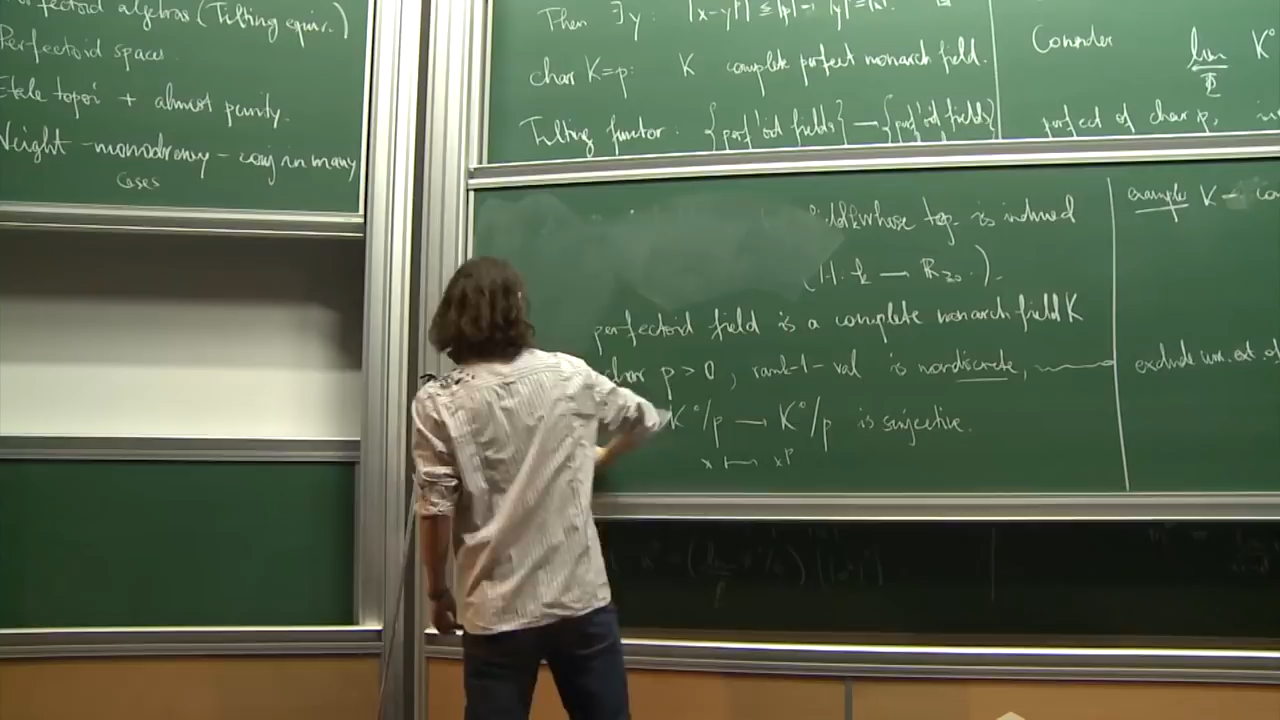 perfectoid algebras (Tilting equiv.)
Perfectoid spaces
Etale topoi + almost purity.
Weight-monodromy-conj in many
cases
Then ∃y: |x-y^p| ≤ |p|
char K=p: K complete perfect nonarch field.
Tilting functor: {perf'oid fields} → {perf'oid fields}
Consider lim K°
Φ
perfect of char p,
whose top. is induced
(|·|: k → ℝ≥0.).
perfectoid field is a complete nonarch field K
char p > 0, rank-1-val is nondiscrete,
K°/p → K°/p is surjective.
x ↦ x^p
example K
exclude unr. ext. of